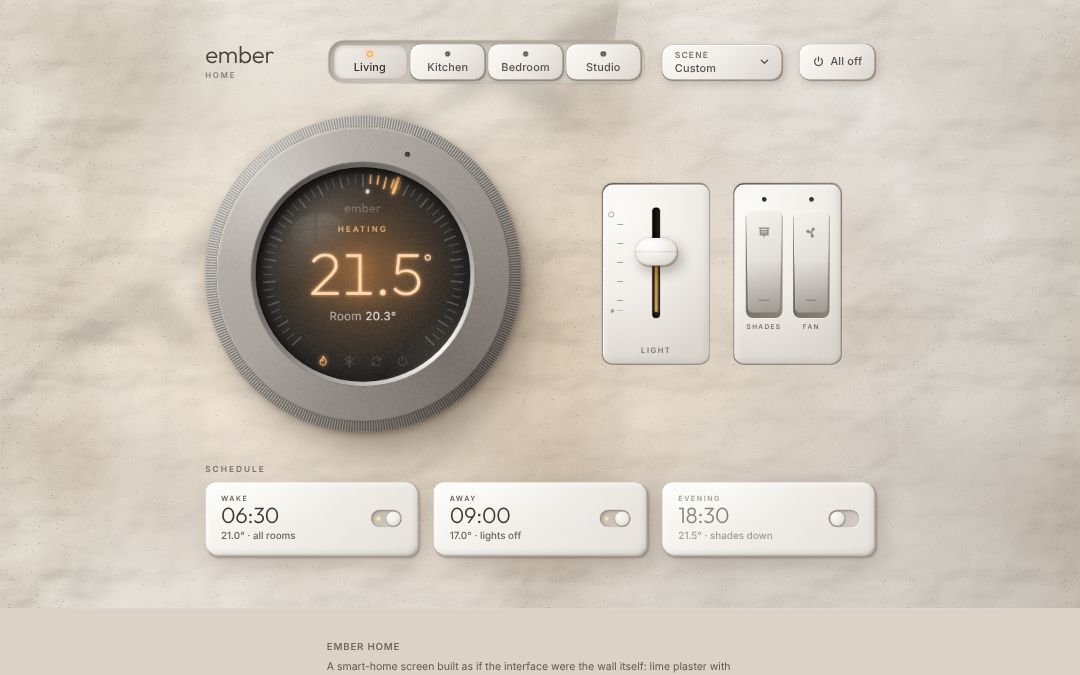 ember
HOME
Living
Kitchen
Bedroom
Studio
SCENE
Custom
All off
ember
HEATING
21.5°
Room 20.3°
LIGHT
SHADES
FAN
SCHEDULE
WAKE
06:30
21.0° · all rooms
AWAY
09:00
17.0° · lights off
EVENING
18:30
21.5° · shades down
EMBER HOME
A smart-home screen built as if the interface were the wall itself: lime plaster with